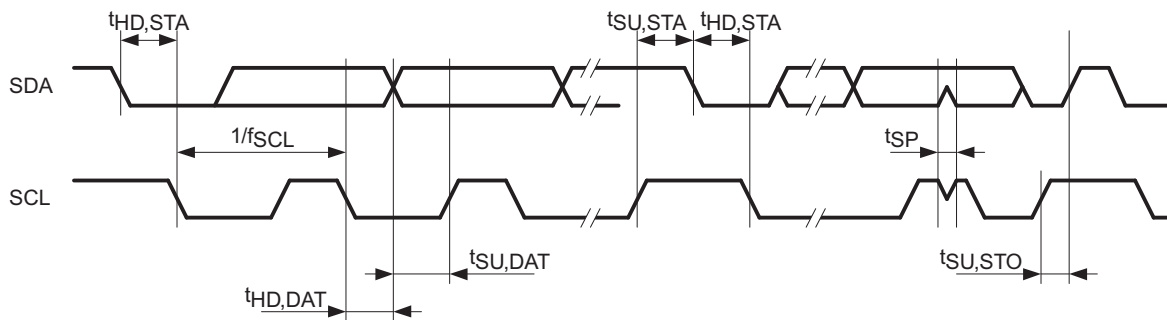 tHD,STA
tSU,STA tHD,STA
SDA
1/fSCL
tSP
SCL
tSU,DAT
tSU,STO
tHD,DAT